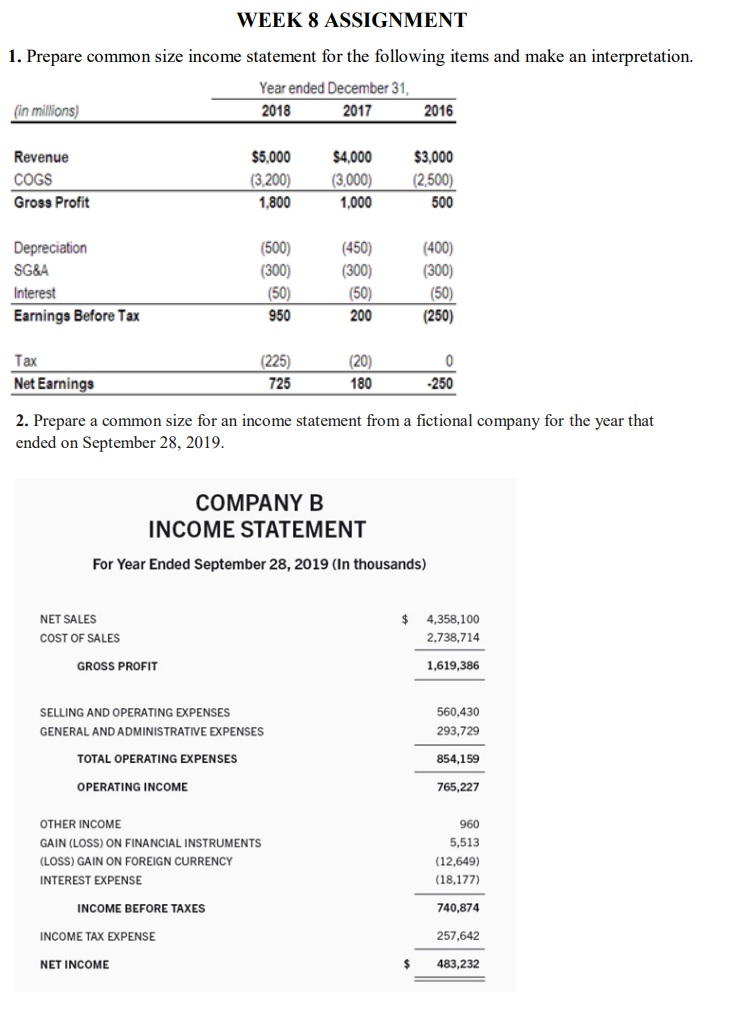 WEEK 8 ASSIGNMENT
1. Prepare common size income statement for the following items and make an interpretation.
Year ended December 31,
(in millions) 2018 2017 2016
Revenue $5,000 $4,000 $3,000
COGS (3,200) (3,000) (2,500)
Gross Profit 1,800 1,000 500
Depreciation (500) (450) (400)
SG&A (300) (300) (300)
Interest (50) (50) (50)
Earnings Before Tax 950 200 (250)
Tax (225) (20) 0
Net Earnings 725 180 -250
2. Prepare a common size for an income statement from a fictional company for the year that
ended on September 28, 2019.
COMPANY B
INCOME STATEMENT
For Year Ended September 28, 2019 (In thousands)
NET SALES $ 4,358,100
COST OF SALES 2,738,714
GROSS PROFIT 1,619,386
SELLING AND OPERATING EXPENSES 560,430
GENERAL AND ADMINISTRATIVE EXPENSES 293,729
TOTAL OPERATING EXPENSES 854,159
OPERATING INCOME 765,227
OTHER INCOME 960
GAIN (LOSS) ON FINANCIAL INSTRUMENTS 5,513
(LOSS) GAIN ON FOREIGN CURRENCY (12,649)
INTEREST EXPENSE (18,177)
INCOME BEFORE TAXES 740,874
INCOME TAX EXPENSE 257,642
NET INCOME $ 483,232